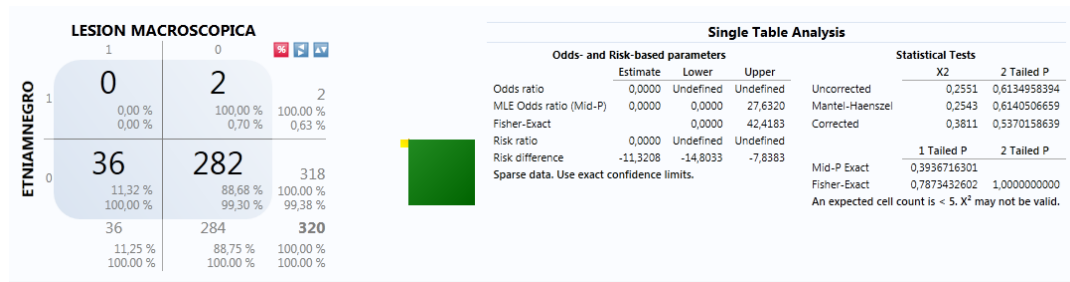 LESION MACROSCOPICA
1 0 %
ETNIAMNEGRO
1 0 2 2
0,00 % 100,00 % 100.00 %
0,00 % 0,70 % 0,63 %
0 36 282 318
11,32 % 88,68 % 100.00 %
100,00 % 99,30 % 99,38 %
36 284 320
11,25 % 88,75 % 100,00 %
100.00 % 100.00 % 100.00 %
Single Table Analysis
Odds- and Risk-based parameters
Estimate Lower Upper
Odds ratio 0,0000 Undefined Undefined
MLE Odds ratio (Mid-P) 0,0000 0,0000 27,6320
Fisher-Exact 0,0000 42,4183
Risk ratio 0,0000 Undefined Undefined
Risk difference -11,3208 -14,8033 -7,8383
Sparse data. Use exact confidence limits.
Statistical Tests
X2 2 Tailed P
Uncorrected 0,2551 0,6134958394
Mantel-Haenszel 0,2543 0,6140506659
Corrected 0,3811 0,5370158639
1 Tailed P 2 Tailed P
Mid-P Exact 0,3936716301
Fisher-Exact 0,7873432602 1,0000000000
An expected cell count is < 5. X² may not be valid.